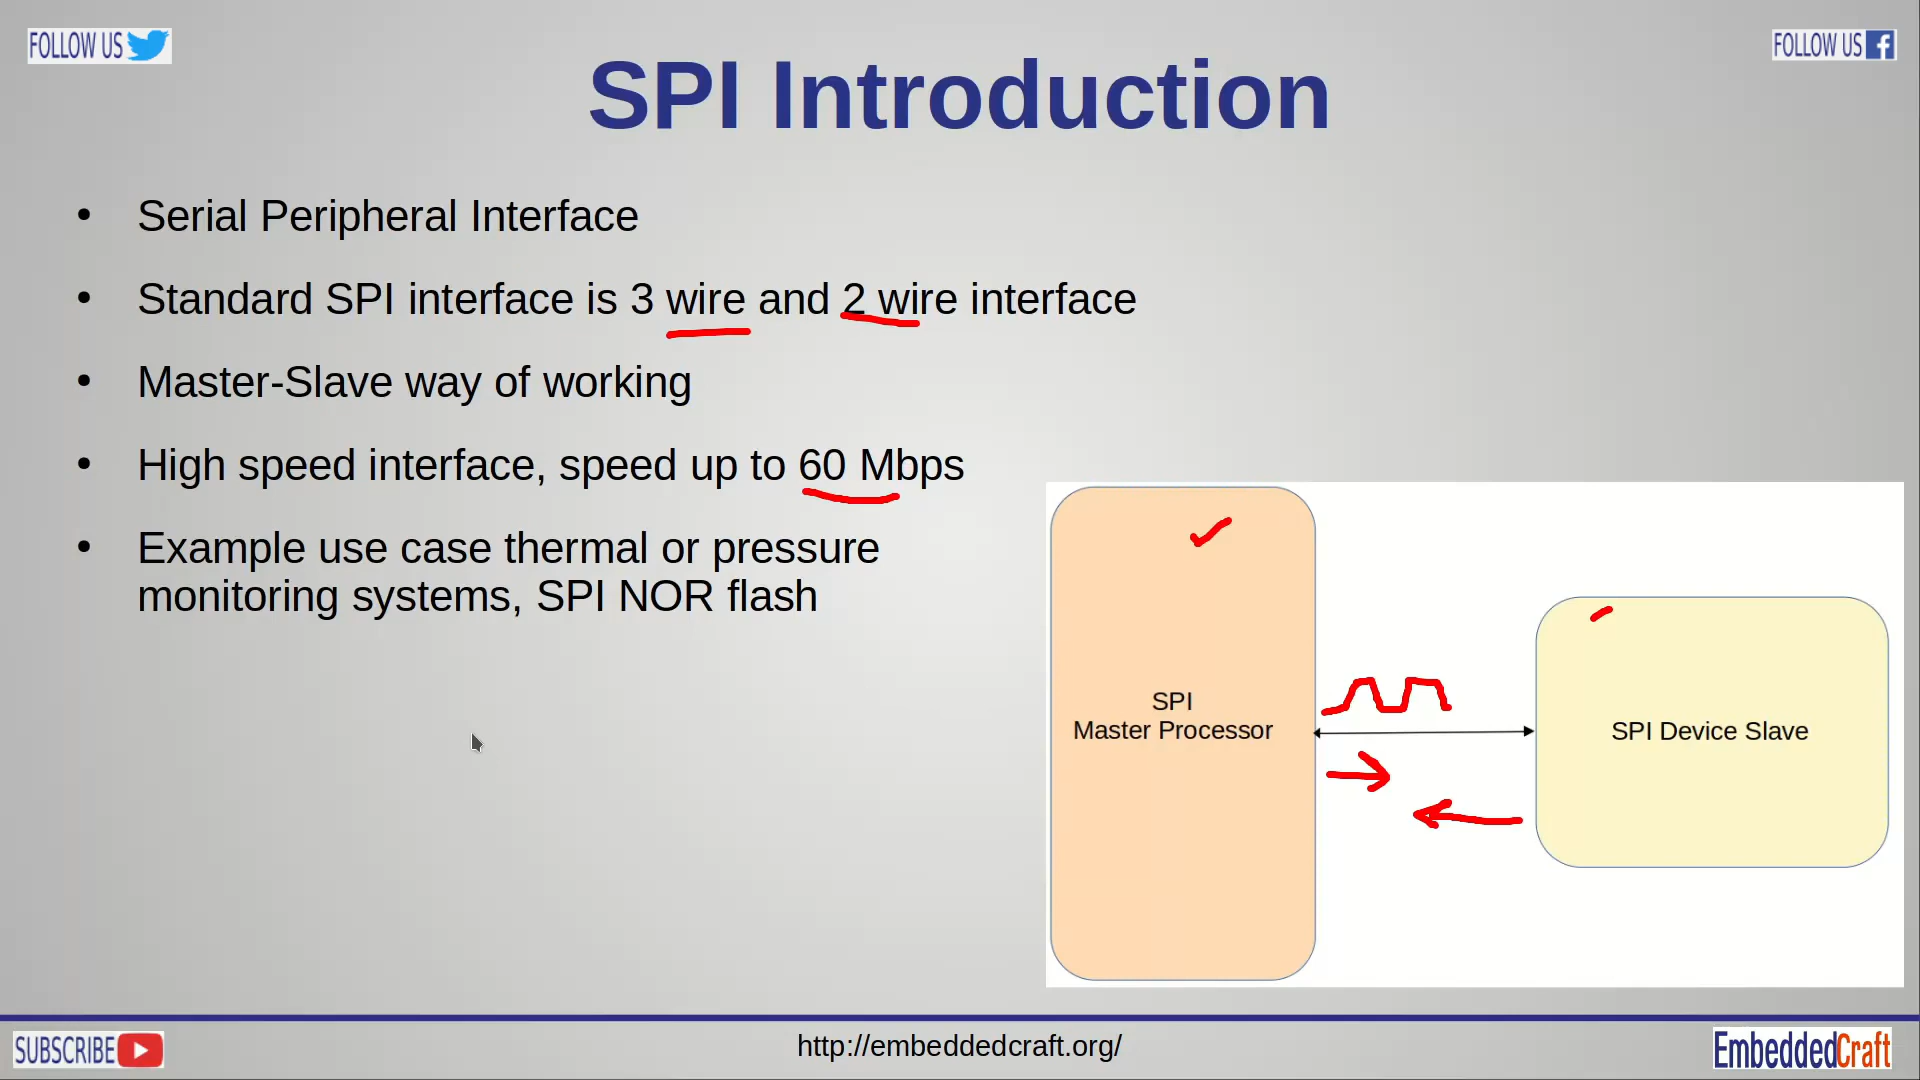 FOLLOW US
FOLLOW US
SPI Introduction
Serial Peripheral Interface
Standard SPI interface is 3 wire and 2 wire interface
Master-Slave way of working
High speed interface, speed up to 60 Mbps
Example use case thermal or pressure
monitoring systems, SPI NOR flash
SPI
Master Processor
SPI Device Slave
SUBSCRIBE
http://embeddedcraft.org/
EmbeddedCraft